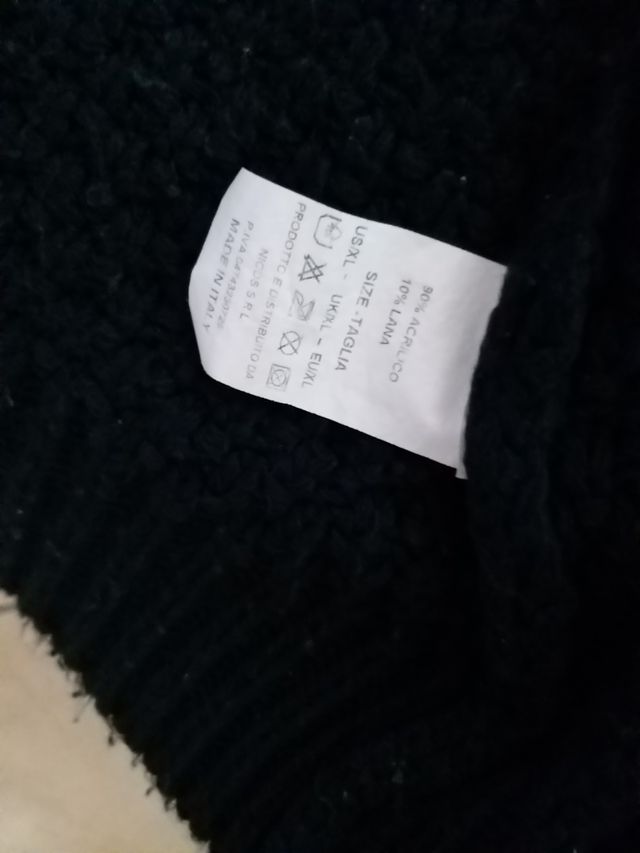 90% ACRILICO
10% LANA
SIZE - TAGLIA
US/XL - UK/XL - EU/XL
PRODOTTO E DISTRIBUITO DA
NICOS S R L
P.IVA
MADE IN ITALY